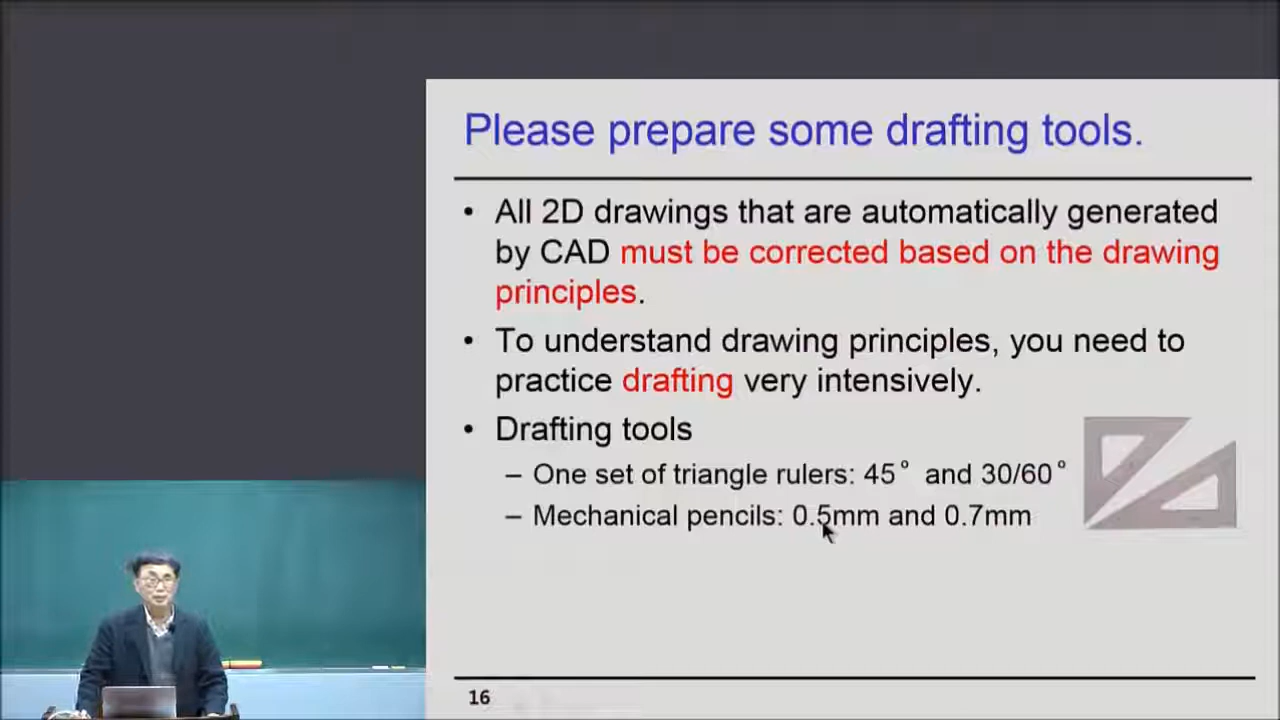 Please prepare some drafting tools.
• All 2D drawings that are automatically generated
by CAD must be corrected based on the drawing
principles.
• To understand drawing principles, you need to
practice drafting very intensively.
• Drafting tools
– One set of triangle rulers: 45° and 30/60°
– Mechanical pencils: 0.5mm and 0.7mm
16